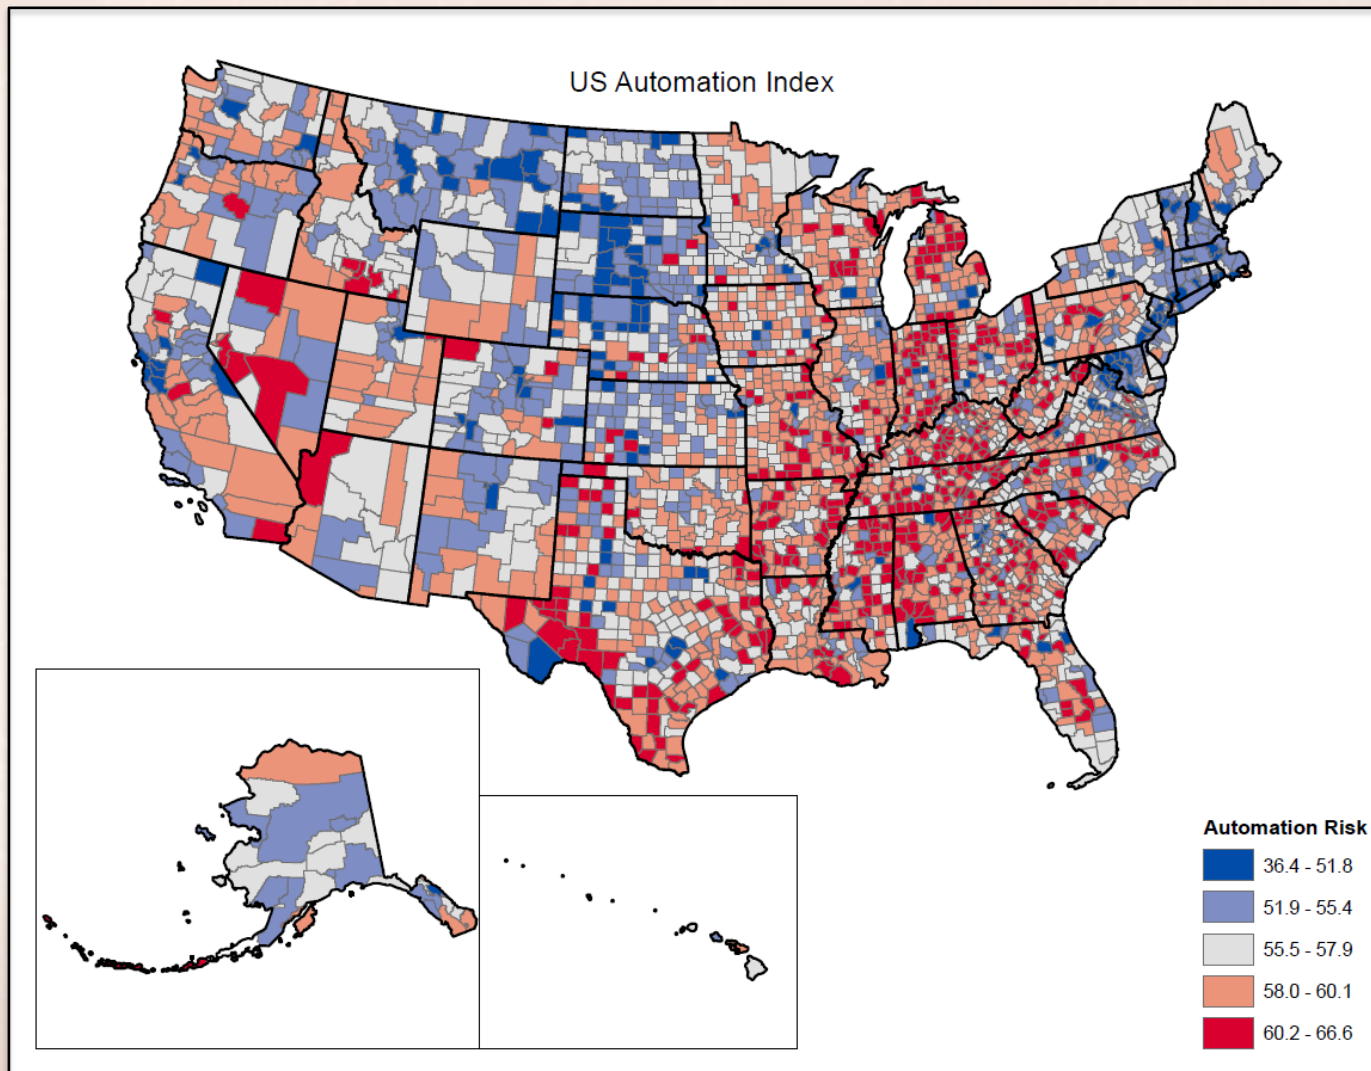 US Automation Index
Automation Risk
36.4 - 51.8
51.9 - 55.4
55.5 - 57.9
58.0 - 60.1
60.2 - 66.6